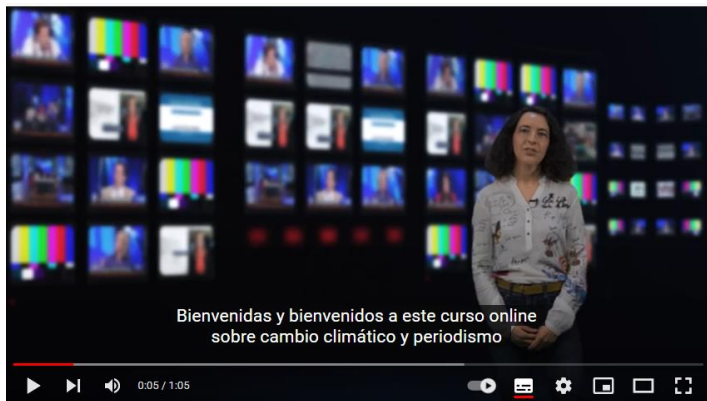 Bienvenidas y bienvenidos a este curso online
sobre cambio climático y periodismo
0:05 / 1:05